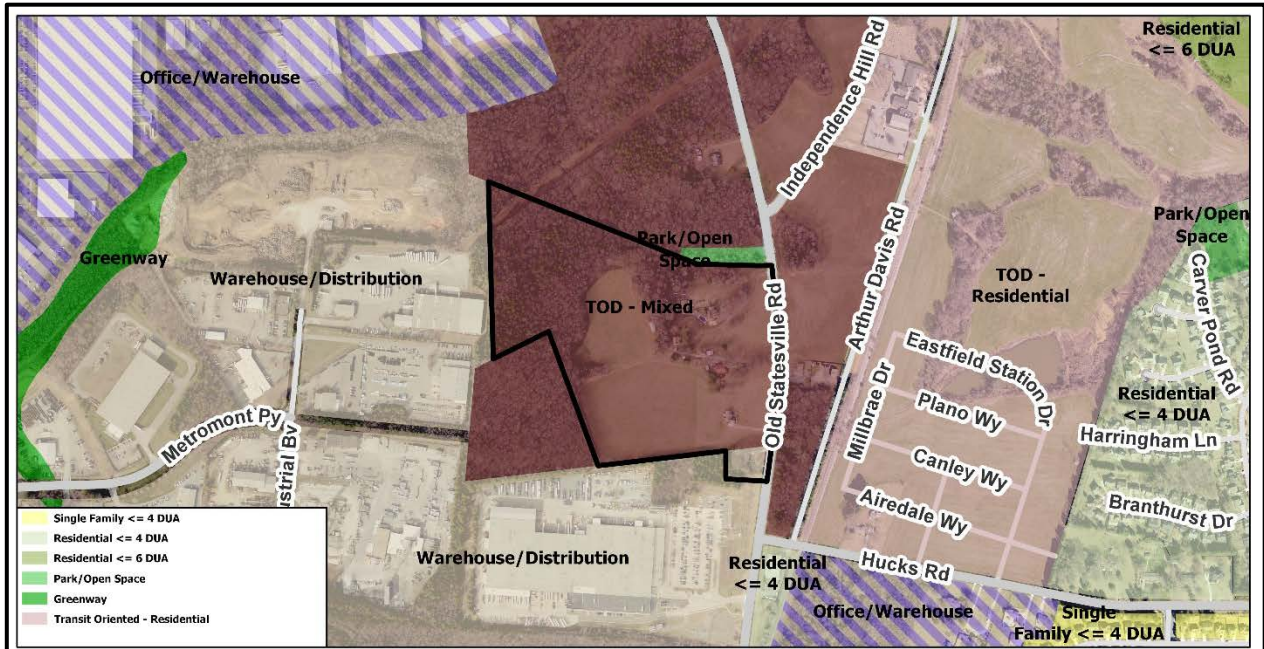 Residential
<= 6 DUA
Office/Warehouse
Independence Hill Rd
Park/Open
Space
Carver Pond Rd
Greenway
Warehouse/Distribution
Park/Open
Space
TOD - Mixed
Old Statesville Rd
Arthur Davis Rd
TOD -
Residential
Millbrae Dr
Eastfield Station Dr
Plano Wy
Canley Wy
Airedale Wy
Residential
<= 4 DUA
Harringham Ln
Branthurst Dr
Metromont Py
ustrial Bv
Warehouse/Distribution
Residential
<= 4 DUA
Hucks Rd
Office/Warehouse
Single
Family <= 4 DUA
Single Family <= 4 DUA
Residential <= 4 DUA
Residential <= 6 DUA
Park/Open Space
Greenway
Transit Oriented - Residential